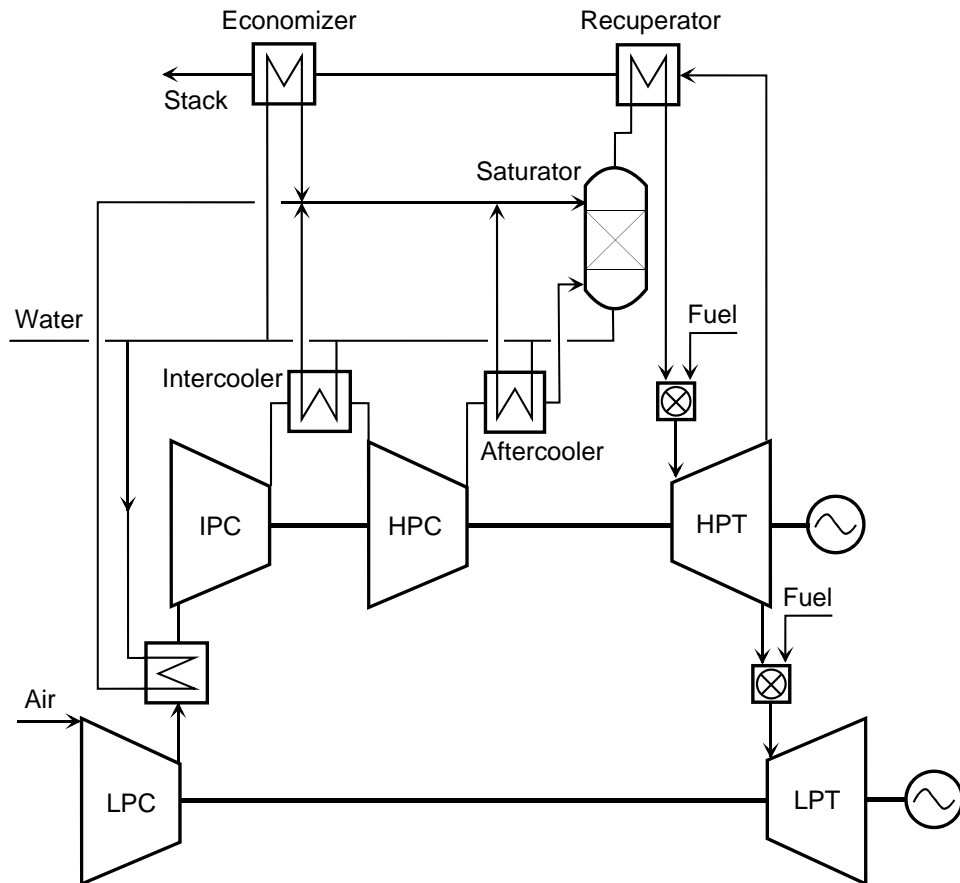 Economizer
Recuperator
Stack
Saturator
Water
Fuel
Intercooler
Aftercooler
IPC
HPC
HPT
Fuel
Air
LPC
LPT